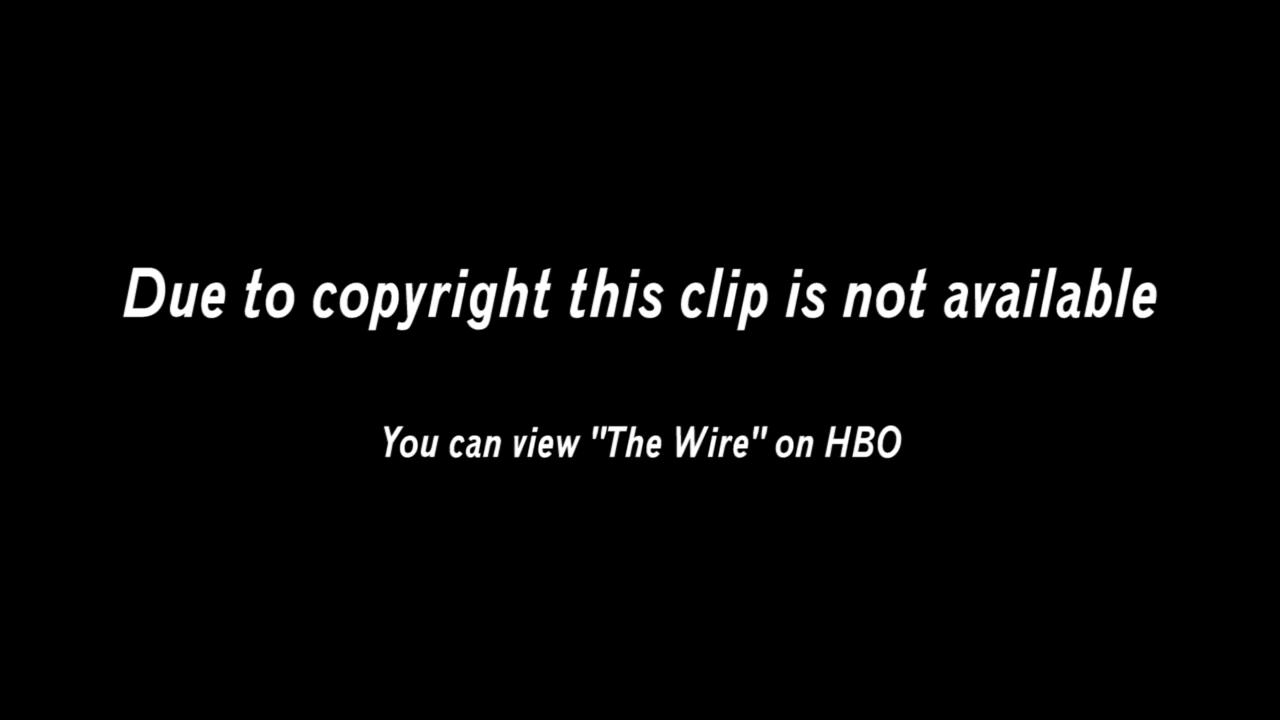 Due to copyright this clip is not available
You can view "The Wire" on HBO